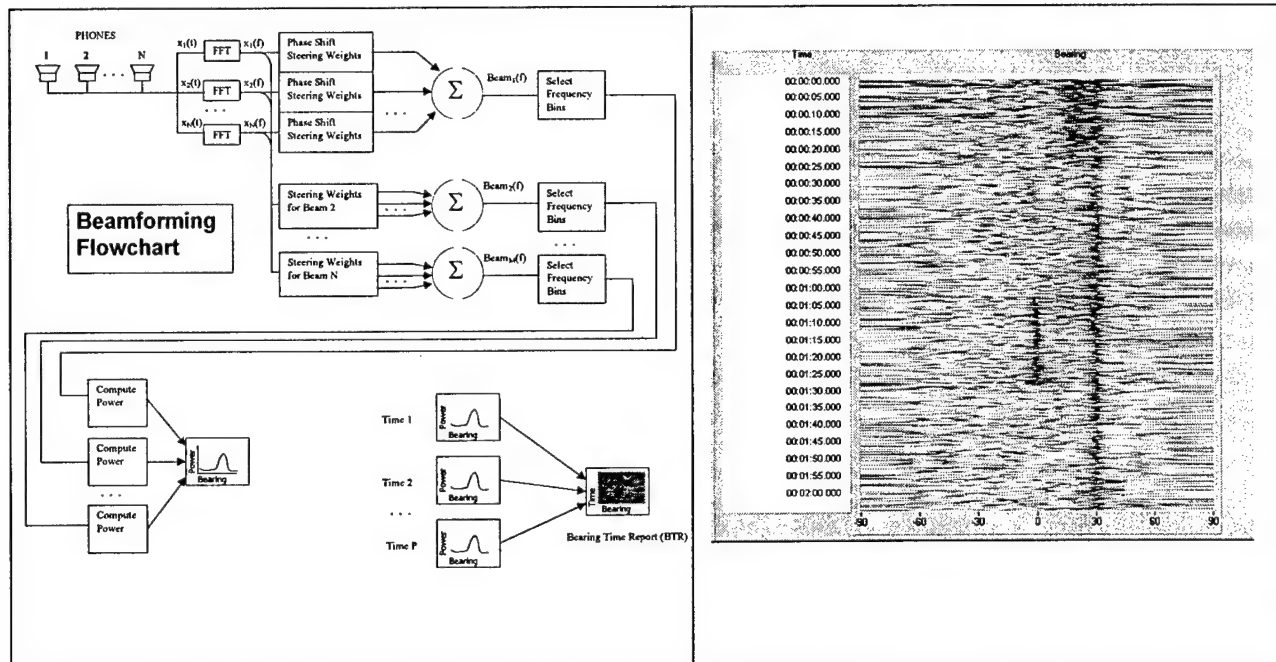 PHONES
1 2 . . . N
x1(t) FFT x1(f)
x2(t) FFT x2(f)
. . .
xN(t) FFT xN(f)
Phase Shift
Steering Weights
Phase Shift
Steering Weights
. . .
Phase Shift
Steering Weights
Σ
Beam1(f)
Select
Frequency
Bins
Steering Weights
for Beam 2
. . .
Σ
Beam2(f)
Select
Frequency
Bins
. . .
Steering Weights
for Beam N
. . .
Σ
BeamM(f)
Select
Frequency
Bins
Beamforming
Flowchart
Compute
Power
Compute
Power
. . .
Compute
Power
Power
Bearing
Time 1
Power
Bearing
Time 2
Power
Bearing
. . .
Time P
Power
Bearing
Time
Bearing
Bearing Time Report (BTR)
Time Bearing
00:00:00.000
00:00:05.000
00:00:10.000
00:00:15.000
00:00:20.000
00:00:25.000
00:00:30.000
00:00:35.000
00:00:40.000
00:00:45.000
00:00:50.000
00:00:55.000
00:01:00.000
00:01:05.000
00:01:10.000
00:01:15.000
00:01:20.000
00:01:25.000
00:01:30.000
00:01:35.000
00:01:40.000
00:01:45.000
00:01:50.000
00:01:55.000
00:02:00.000
-90 -60 -30 0 30 60 90